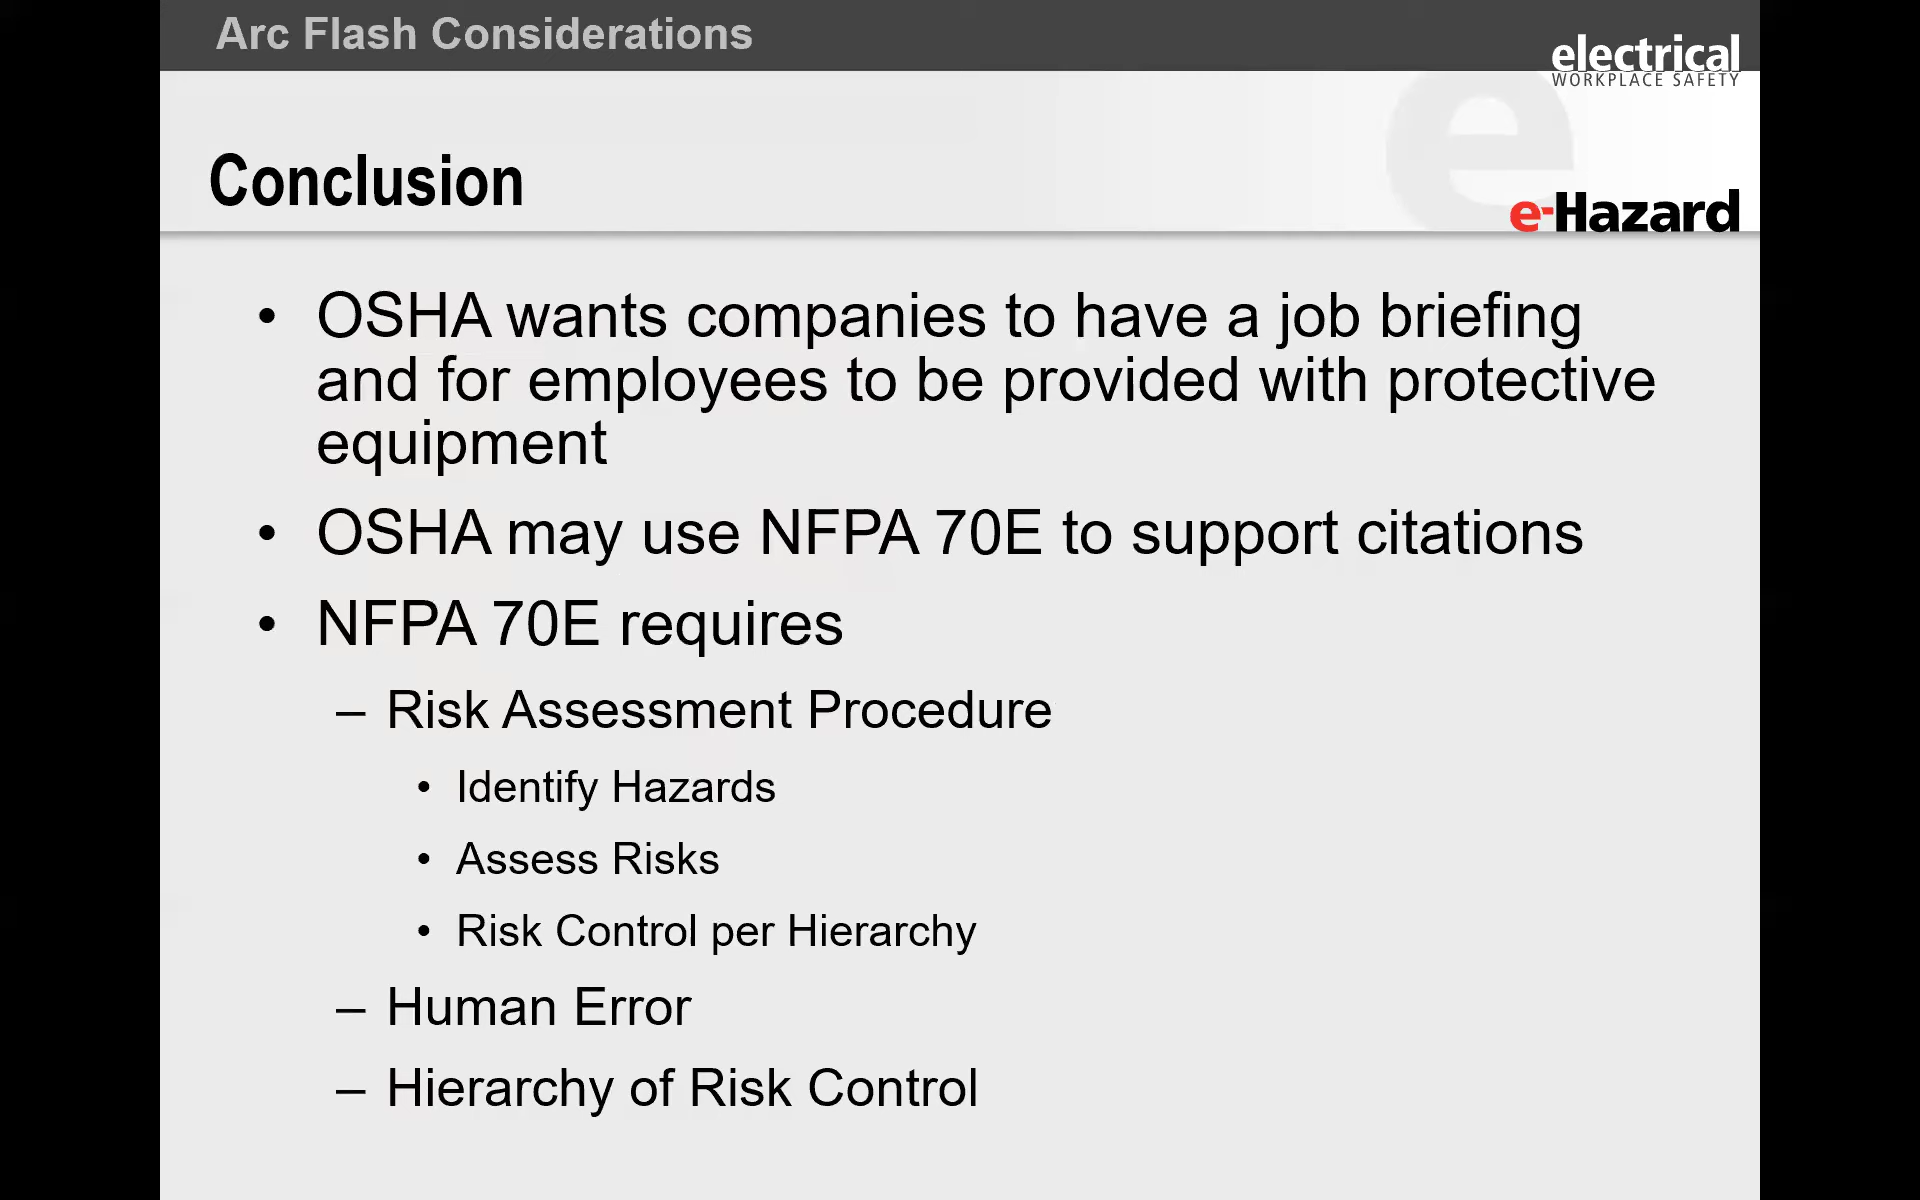 Arc Flash Considerations
electrical
WORKPLACE SAFETY
Conclusion
e-Hazard
• OSHA wants companies to have a job briefing
and for employees to be provided with protective
equipment
• OSHA may use NFPA 70E to support citations
• NFPA 70E requires
– Risk Assessment Procedure
• Identify Hazards
• Assess Risks
• Risk Control per Hierarchy
– Human Error
– Hierarchy of Risk Control